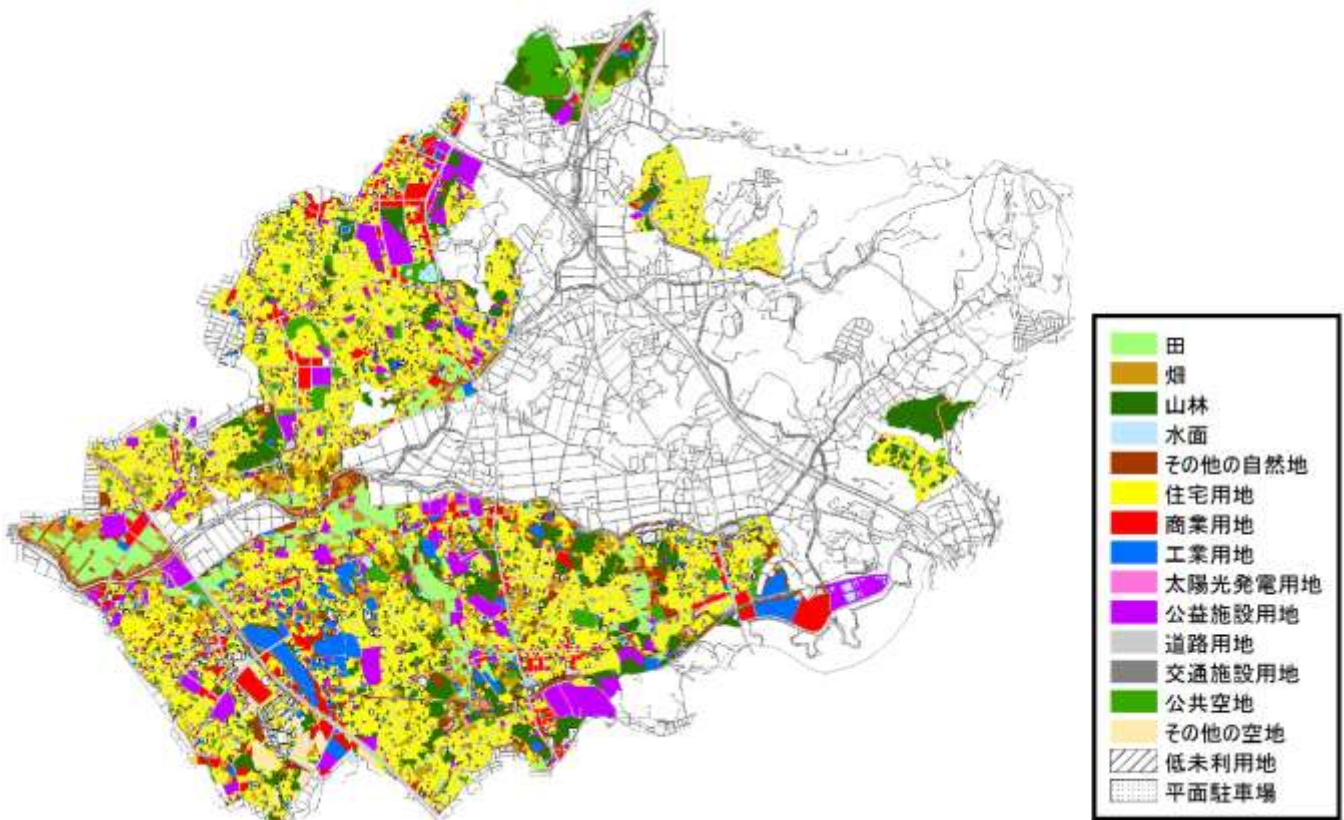 田
畑
山林
水面
その他の自然地
住宅用地
商業用地
工業用地
太陽光発電用地
公益施設用地
道路用地
交通施設用地
公共空地
その他の空地
低未利用地
平面駐車場